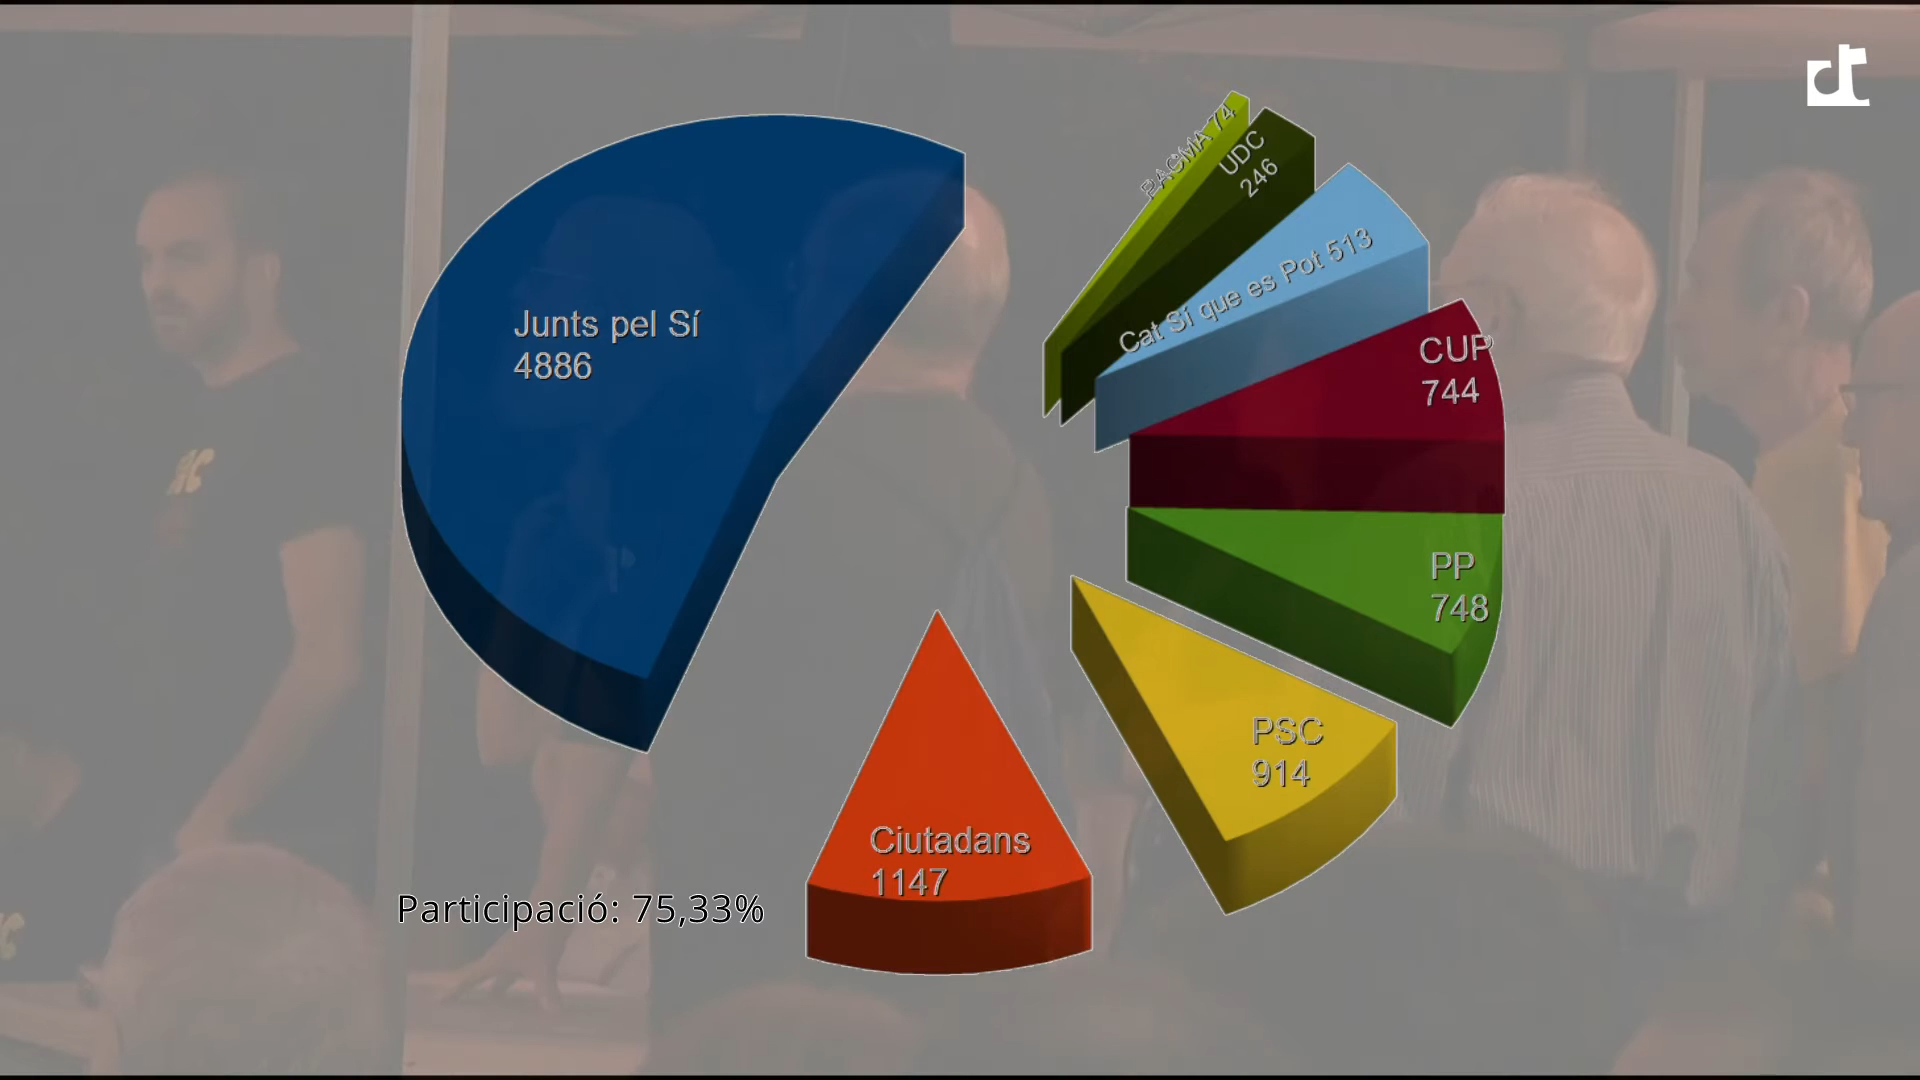 PACMA 74
UDC
246
Cat Sí que es Pot 513
Junts pel Sí
4886
CUP
744
PP
748
PSC
914
Ciutadans
1147
Participació: 75,33%
dt